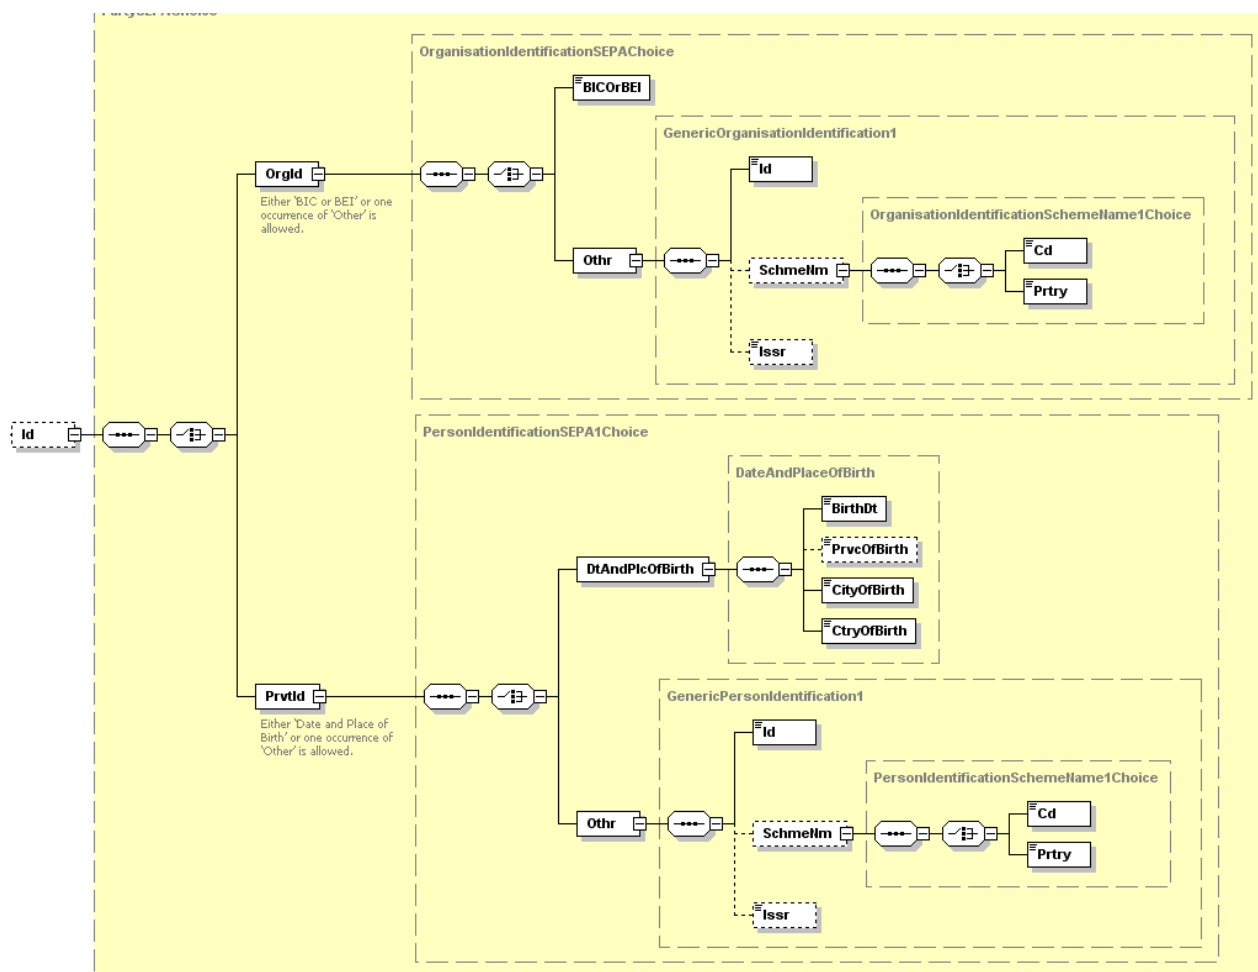 PartySEPAChoice
OrganisationIdentificationSEPAChoice
BICOrBEI
GenericOrganisationIdentification1
OrgId
Id
Either 'BIC or BEI' or one
occurrence of 'Other' is
allowed.
OrganisationIdentificationSchemeName1Choice
Othr
SchmeNm
Cd
Prtry
Issr
Id
PersonIdentificationSEPA1Choice
DateAndPlaceOfBirth
BirthDt
PrvcOfBirth
DtAndPlcOfBirth
CityOfBirth
CtryOfBirth
PrvtId
GenericPersonIdentification1
Either 'Date and Place of
Birth' or one occurrence of
'Other' is allowed.
Id
PersonIdentificationSchemeName1Choice
Othr
SchmeNm
Cd
Prtry
Issr